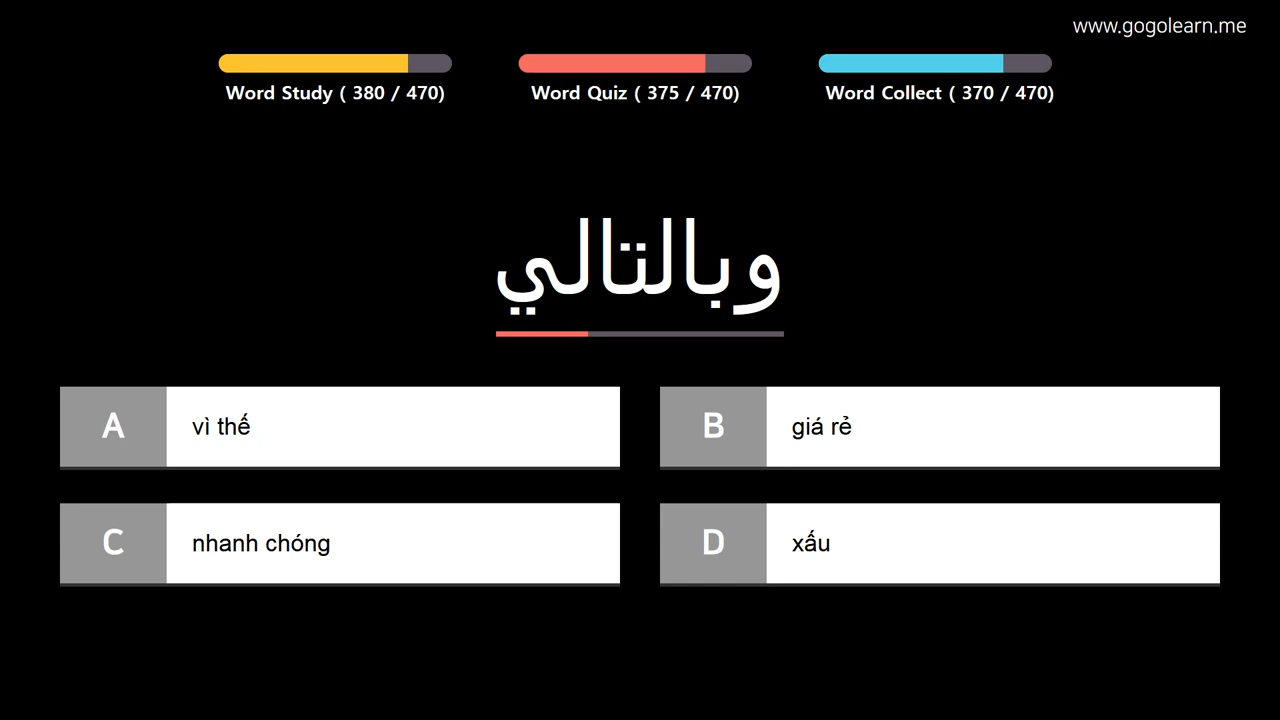 www.gogolearn.me
Word Study ( 380 / 470)
Word Quiz ( 375 / 470)
Word Collect ( 370 / 470)
وبالتالي
A vì thế
B giá rẻ
C nhanh chóng
D xấu